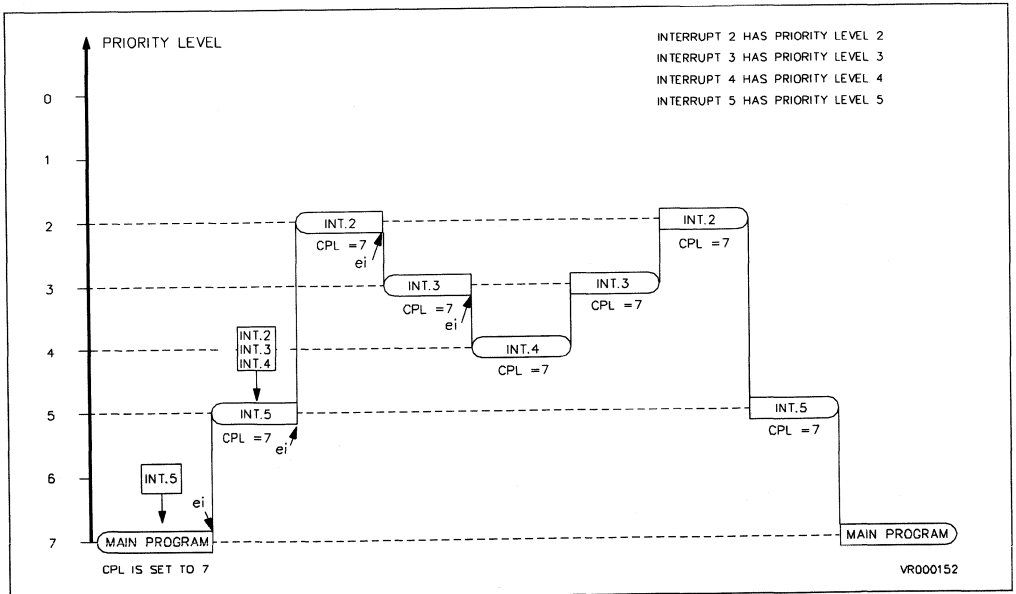 PRIORITY LEVEL
INTERRUPT 2 HAS PRIORITY LEVEL 2
INTERRUPT 3 HAS PRIORITY LEVEL 3
INTERRUPT 4 HAS PRIORITY LEVEL 4
INTERRUPT 5 HAS PRIORITY LEVEL 5
0
1
2
INT.2
CPL =7
ei
INT.2
CPL =7
3
INT.3
CPL =7
ei
INT.3
CPL =7
4
INT.2
INT.3
INT.4
INT.4
CPL =7
5
INT.5
CPL =7
ei
INT.5
CPL =7
6
INT.5
ei
7
MAIN PROGRAM
MAIN PROGRAM
CPL IS SET TO 7
VR000152